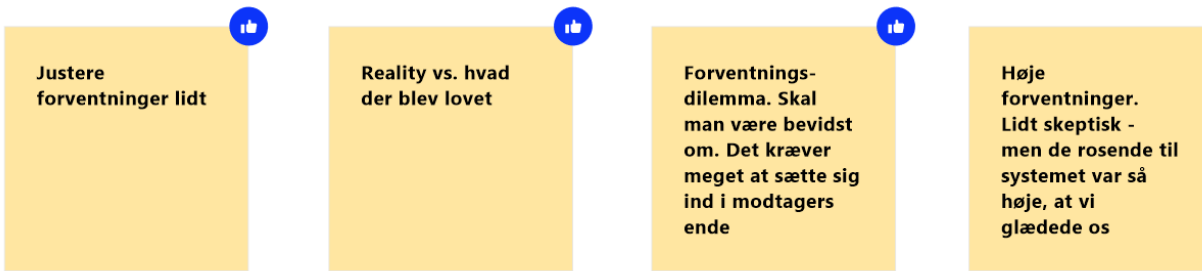 Justere
forventninger lidt
Reality vs. hvad
der blev lovet
Forventnings-
dilemma. Skal
man være bevidst
om. Det kræver
meget at sætte sig
ind i modtagers
ende
Høje
forventninger.
Lidt skeptisk -
men de rosende til
systemet var så
høje, at vi
glædede os